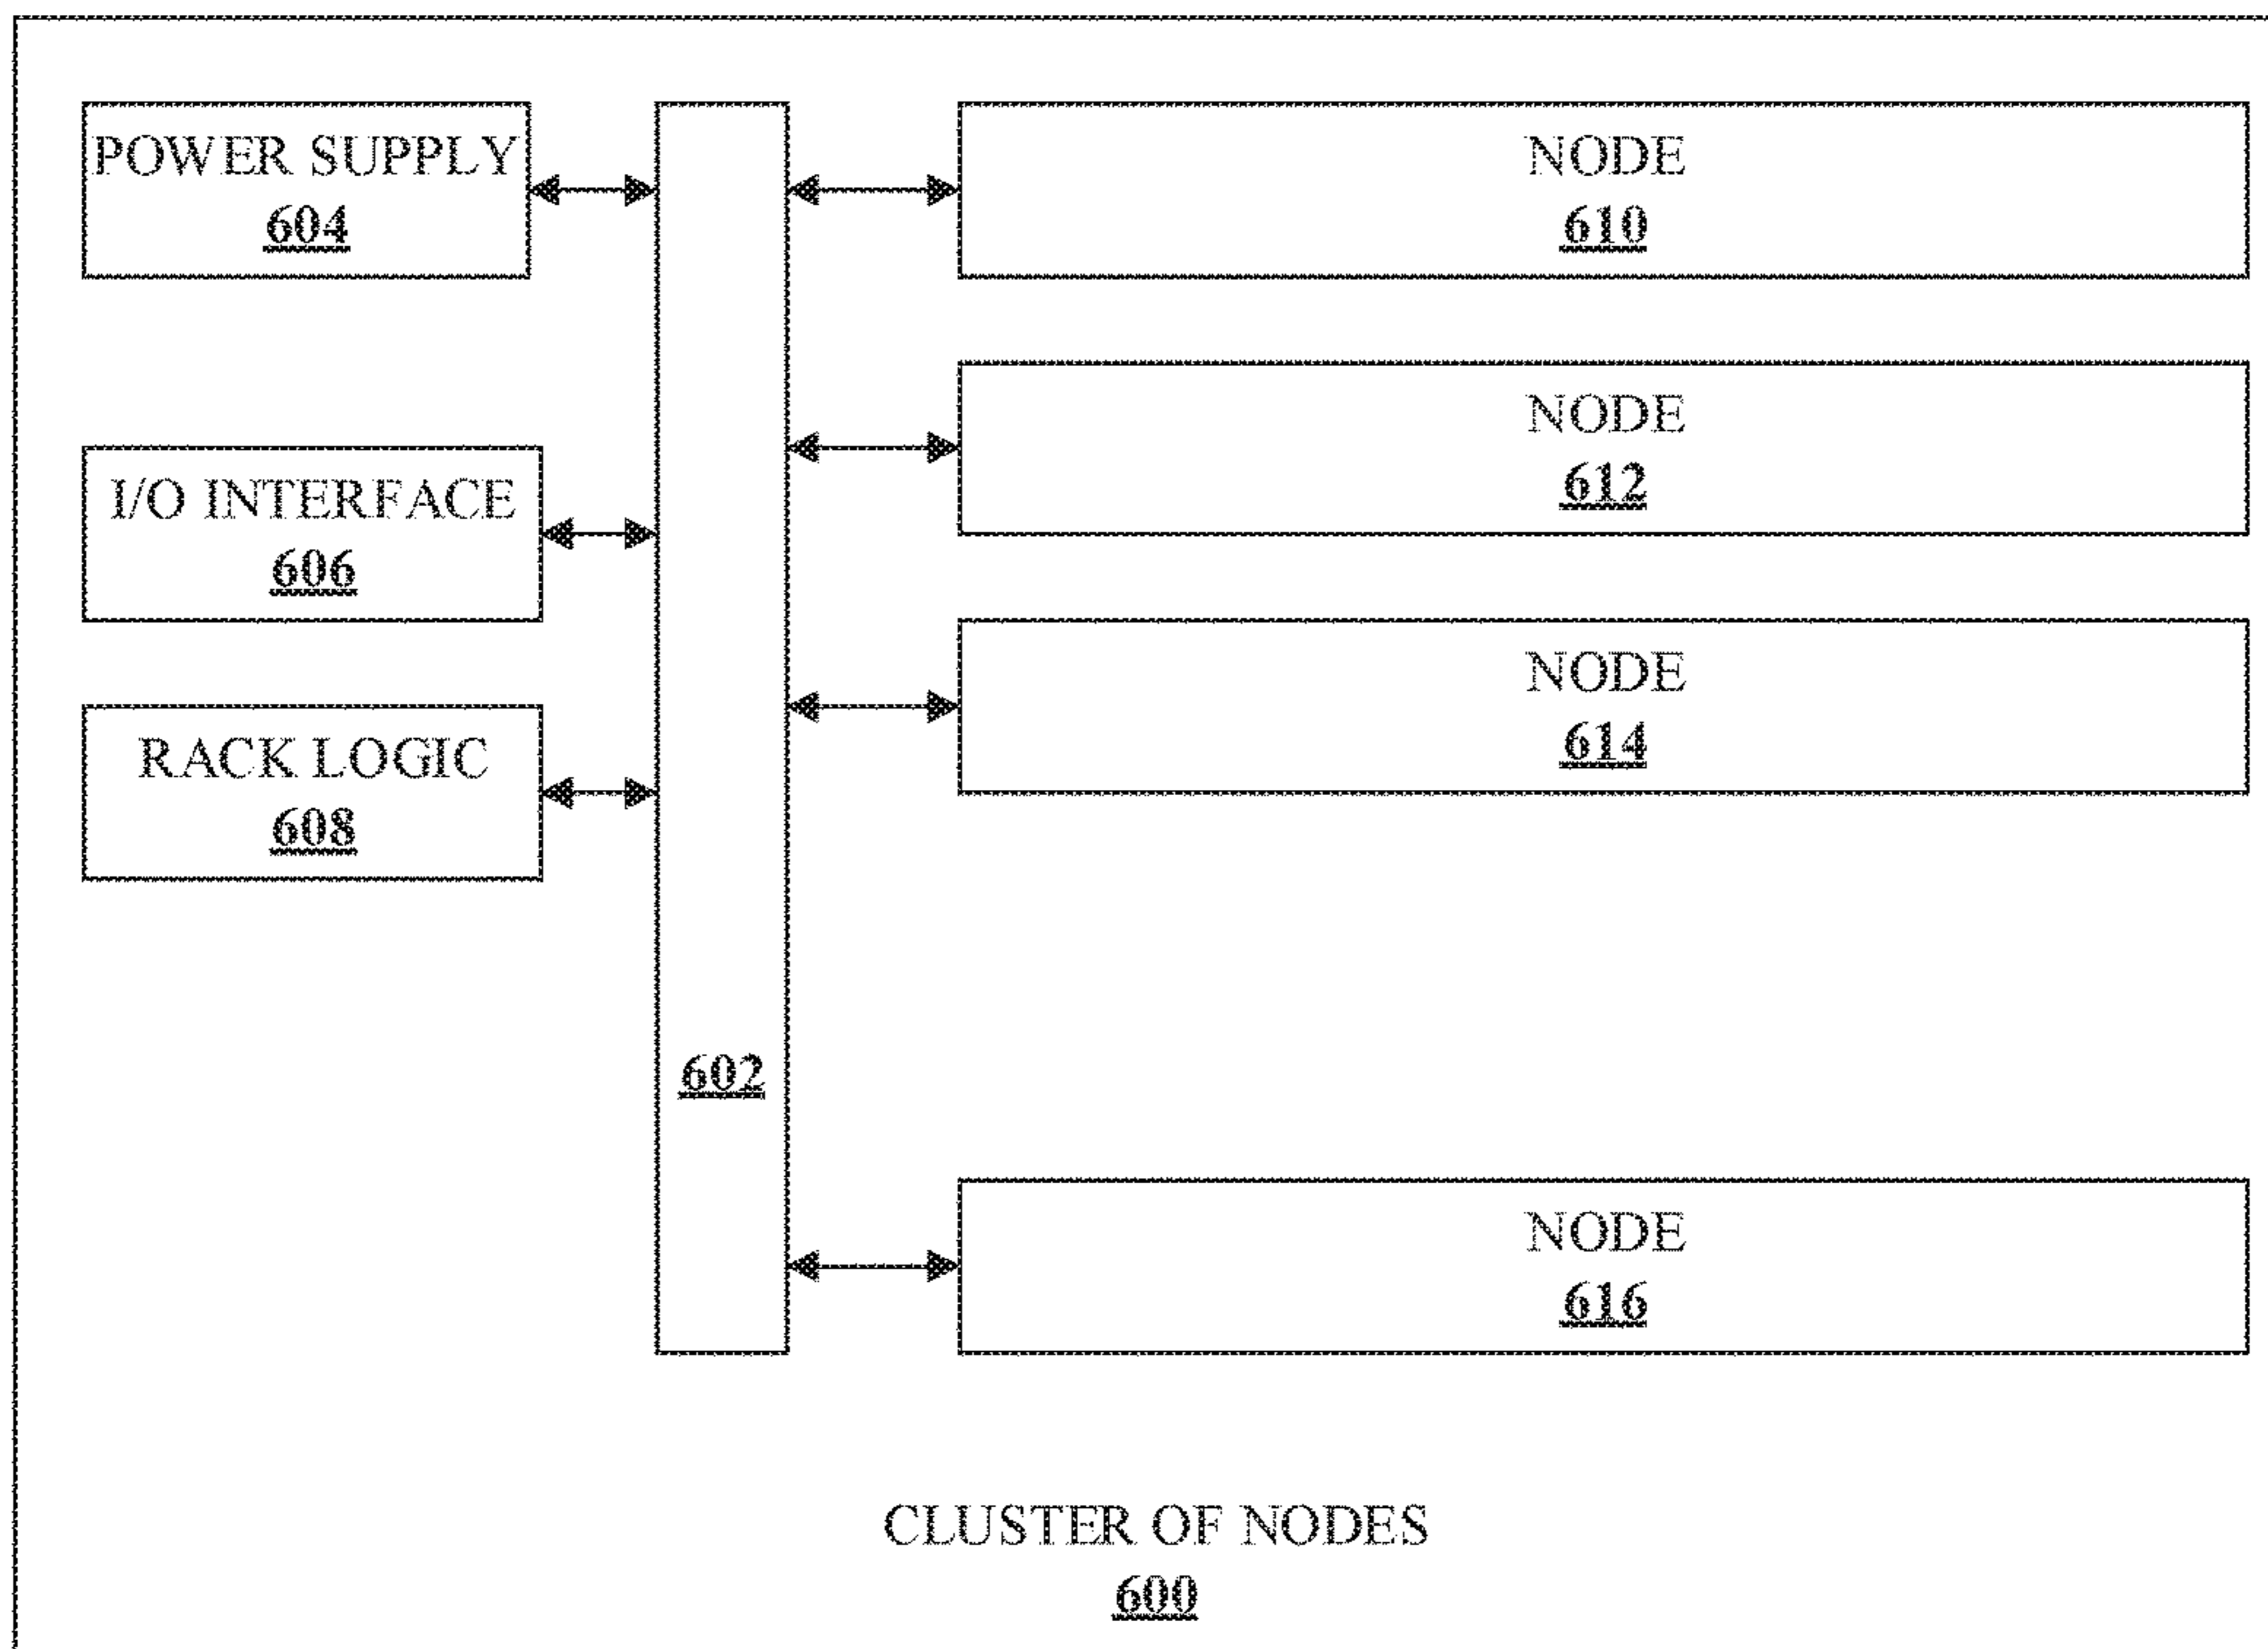 POWER SUPPLY
604
I/O INTERFACE
606
RACK LOGIC
608
602
NODE
610
NODE
612
NODE
614
NODE
616
CLUSTER OF NODES
600